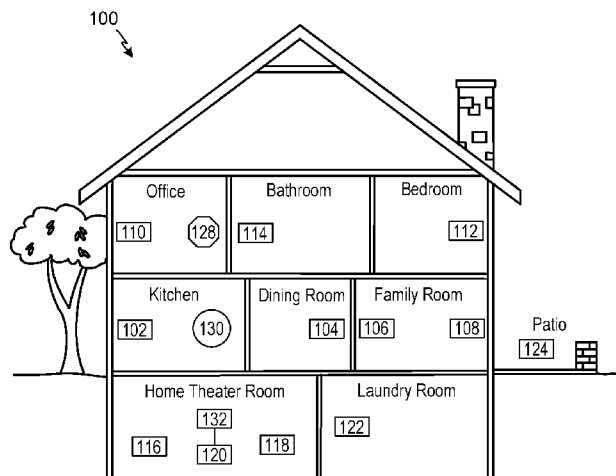 100
Office Bathroom Bedroom
110 128 114 112
Kitchen Dining Room Family Room
102 130 104 106 108
Patio
124
Home Theater Room Laundry Room
132
122
116 120 118